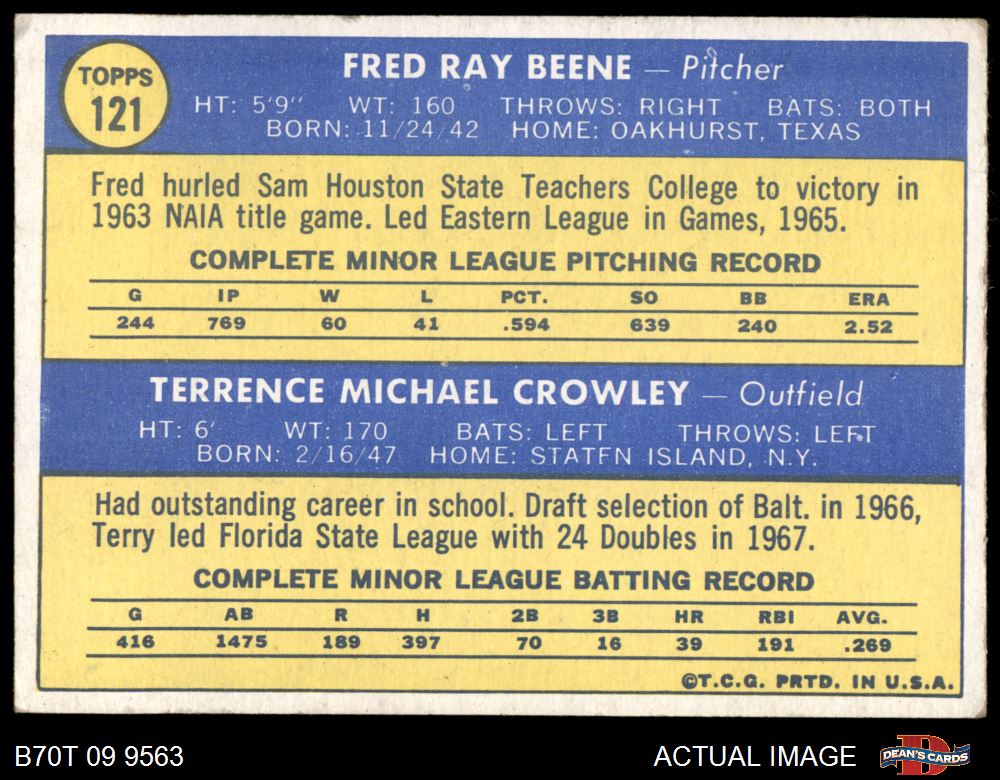 TOPPS
121
FRED RAY BEENE — Pitcher
HT: 5'9" WT: 160 THROWS: RIGHT BATS: BOTH
BORN: 11/24/42 HOME: OAKHURST, TEXAS
Fred hurled Sam Houston State Teachers College to victory in
1963 NAIA title game. Led Eastern League in Games, 1965.
COMPLETE MINOR LEAGUE PITCHING RECORD
G IP W L PCT. SO BB ERA
244 769 60 41 .594 639 240 2.52
TERRENCE MICHAEL CROWLEY — Outfield
HT: 6' WT: 170 BATS: LEFT THROWS: LEFT
BORN: 2/16/47 HOME: STATEN ISLAND, N.Y.
Had outstanding career in school. Draft selection of Balt. in 1966,
Terry led Florida State League with 24 Doubles in 1967.
COMPLETE MINOR LEAGUE BATTING RECORD
G AB R H 2B 3B HR RBI AVG.
416 1475 189 397 70 16 39 191 .269
©T.C.G. PRTD. IN U.S.A.
B70T 09 9563 ACTUAL IMAGE DEAN'S CARDS